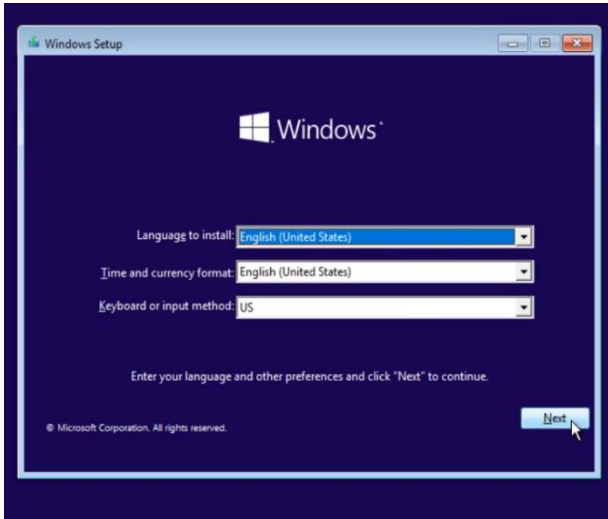 Windows Setup
Windows
Language to install: English (United States)
Time and currency format: English (United States)
Keyboard or input method: US
Enter your language and other preferences and click "Next" to continue.
Next
© Microsoft Corporation. All rights reserved.